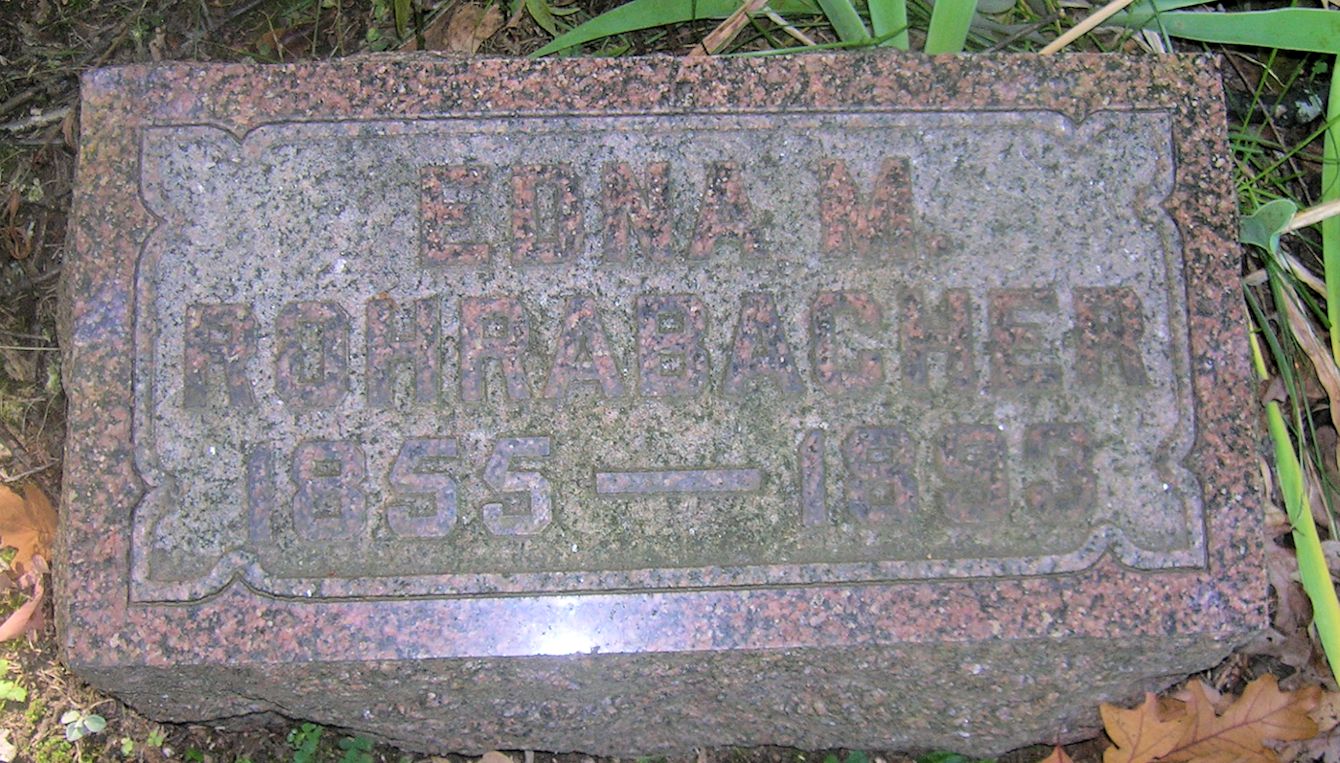 EDNA M.
ROHRABACHER
1855 — 1893